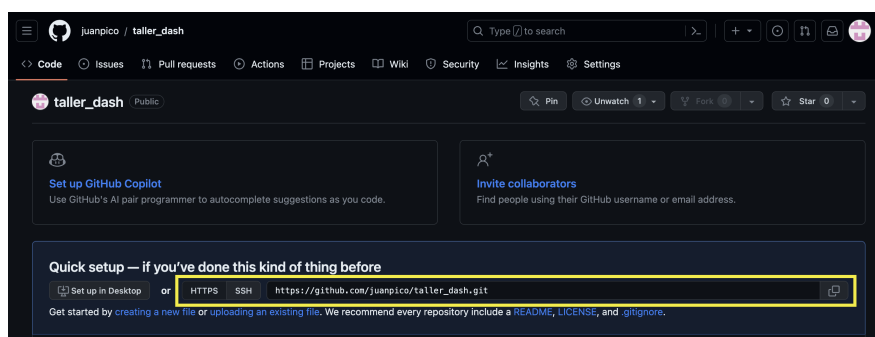 juanpico / taller_dash
Type / to search
Code Issues Pull requests Actions Projects Wiki Security Insights Settings
taller_dash Public
Pin Unwatch 1 Fork 0 Star 0
Set up GitHub Copilot
Use GitHub's AI pair programmer to autocomplete suggestions as you code.
Invite collaborators
Find people using their GitHub username or email address.
Quick setup — if you've done this kind of thing before
Set up in Desktop or HTTPS SSH https://github.com/juanpico/taller_dash.git
Get started by creating a new file or uploading an existing file. We recommend every repository include a README, LICENSE, and .gitignore.